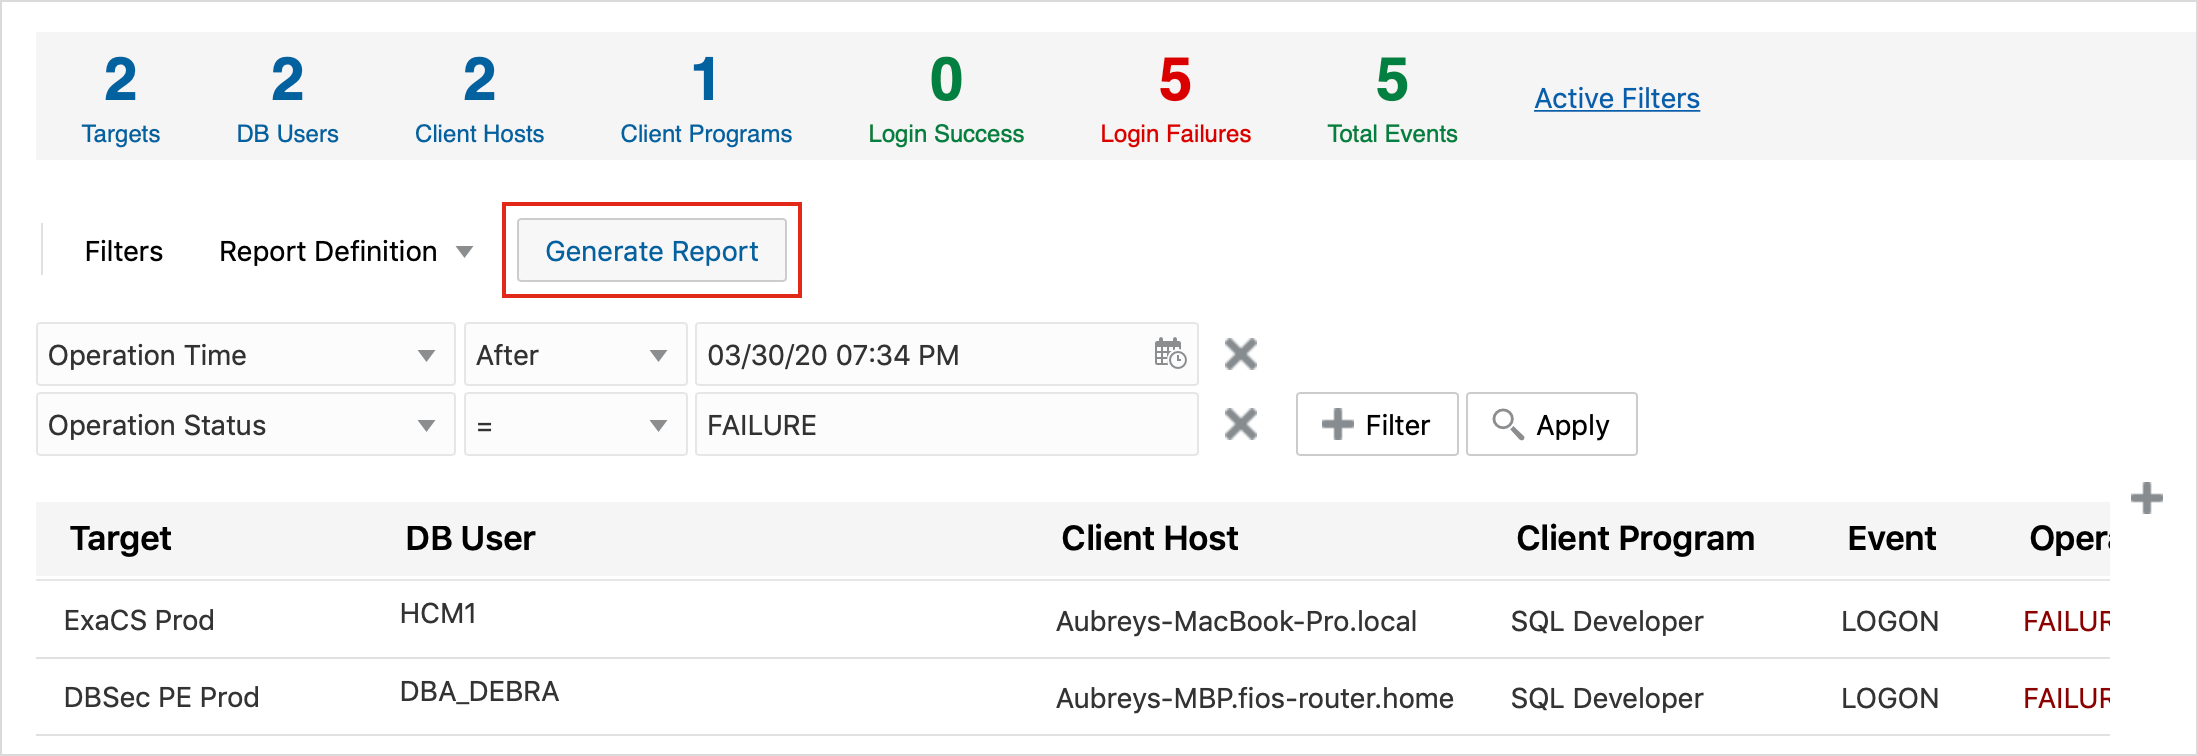 2 2 2 1 0 5 5
Targets DB Users Client Hosts Client Programs Login Success Login Failures Total Events Active Filters
Filters Report Definition Generate Report
Operation Time After 03/30/20 07:34 PM
Operation Status = FAILURE Filter Apply
Target DB User Client Host Client Program Event Opera
ExaCS Prod HCM1 Aubreys-MacBook-Pro.local SQL Developer LOGON FAILUR
DBSec PE Prod DBA_DEBRA Aubreys-MBP.fios-router.home SQL Developer LOGON FAILUR